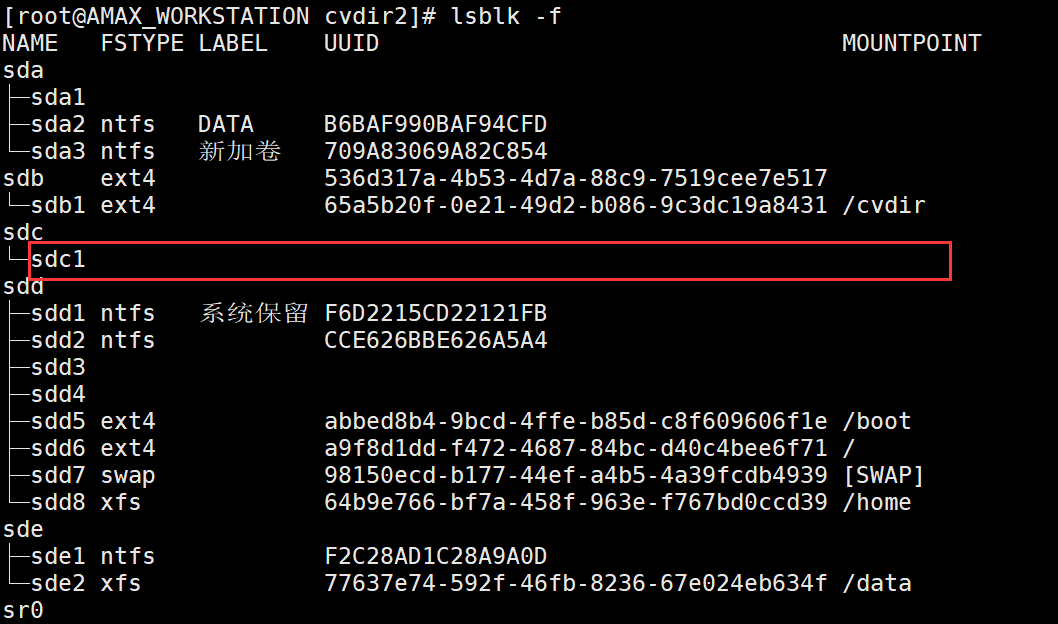 [root@AMAX_WORKSTATION cvdir2]# lsblk -f
NAME   FSTYPE LABEL    UUID                                 MOUNTPOINT
sda
├─sda1
├─sda2 ntfs   DATA     B6BAF990BAF94CFD
└─sda3 ntfs   新加卷   709A83069A82C854
sdb    ext4            536d317a-4b53-4d7a-88c9-7519cee7e517
└─sdb1 ext4            65a5b20f-0e21-49d2-b086-9c3dc19a8431 /cvdir
sdc
└─sdc1
sdd
├─sdd1 ntfs   系统保留 F6D2215CD22121FB
├─sdd2 ntfs            CCE626BBE626A5A4
├─sdd3
├─sdd4
├─sdd5 ext4            abbed8b4-9bcd-4ffe-b85d-c8f609606f1e /boot
├─sdd6 ext4            a9f8d1dd-f472-4687-84bc-d40c4bee6f71 /
├─sdd7 swap            98150ecd-b177-44ef-a4b5-4a39fcdb4939 [SWAP]
└─sdd8 xfs             64b9e766-bf7a-458f-963e-f767bd0ccd39 /home
sde
├─sde1 ntfs            F2C28AD1C28A9A0D
└─sde2 xfs             77637e74-592f-46fb-8236-67e024eb634f /data
sr0